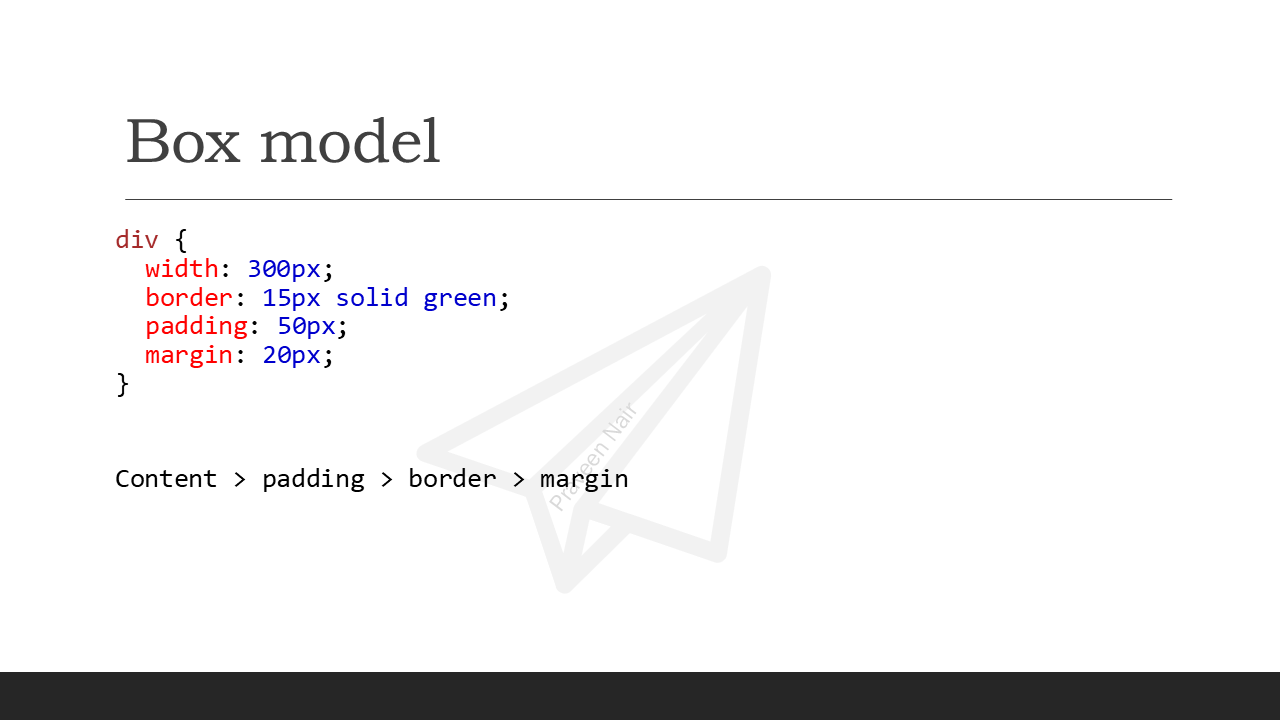 Box model
div {
  width: 300px;
  border: 15px solid green;
  padding: 50px;
  margin: 20px;
}
Content > padding > border > margin
Praveen Nair